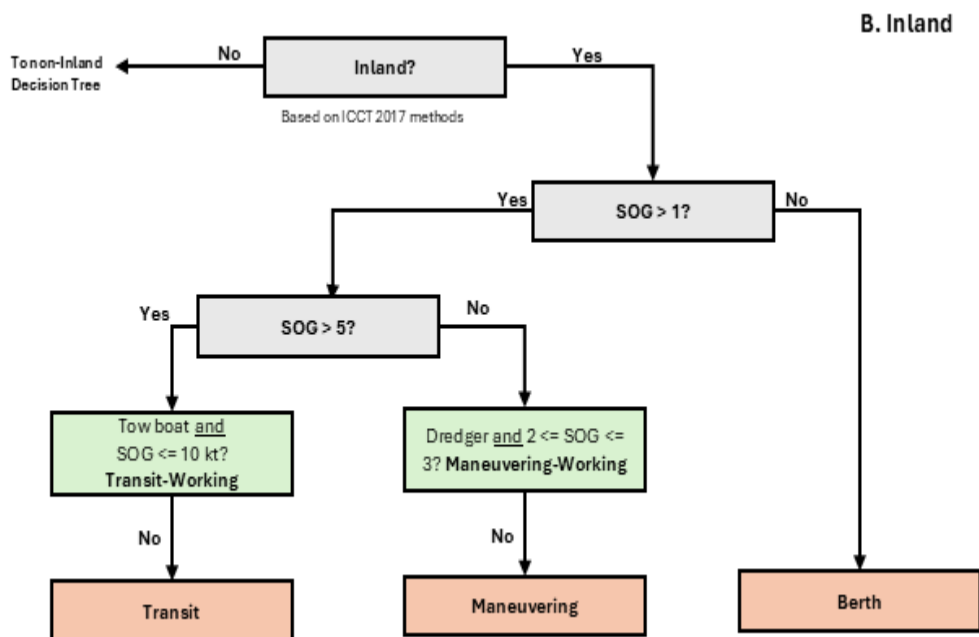 B. Inland
No
Yes
Inland?
To non-Inland
Decision Tree
Based on ICCT 2017 methods
Yes
No
SOG > 1?
Yes
No
SOG > 5?
Tow boat and
SOG <= 10 kt?
Transit-Working
Dredger and 2 <= SOG <=
3? Maneuvering-Working
No
No
Transit
Maneuvering
Berth